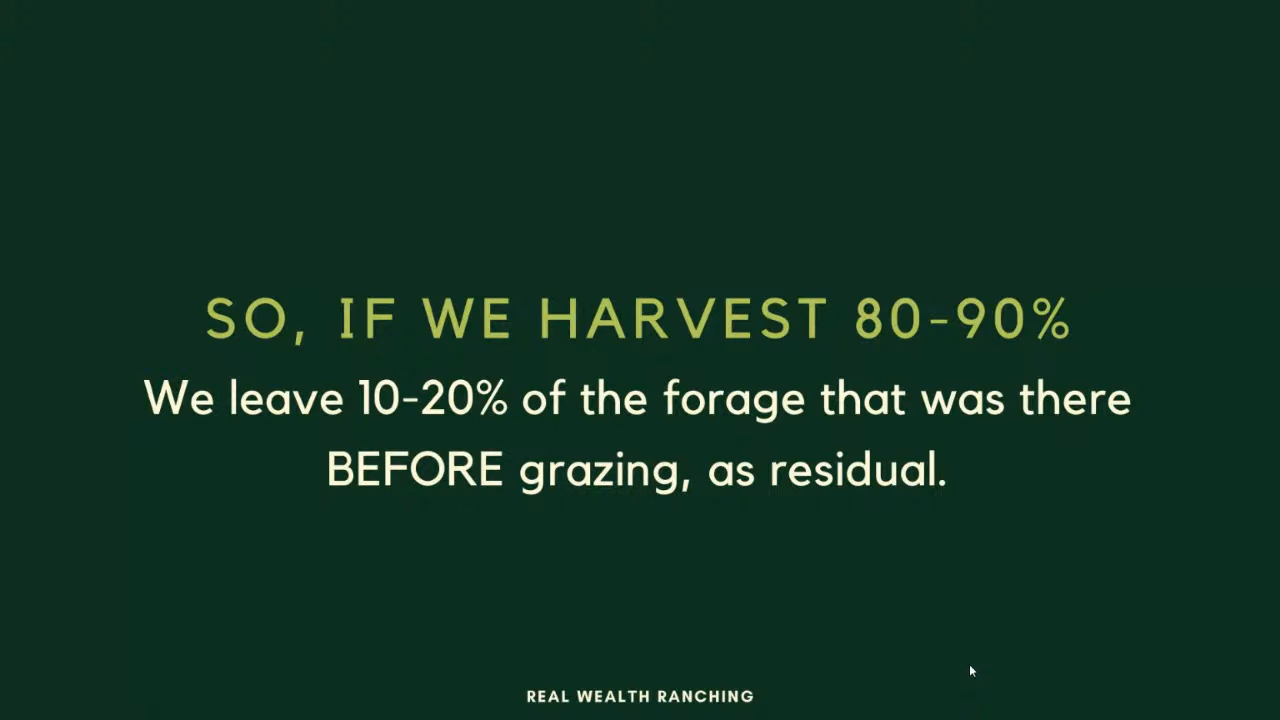 SO, IF WE HARVEST 80-90%
We leave 10-20% of the forage that was there
BEFORE grazing, as residual.
REAL WEALTH RANCHING